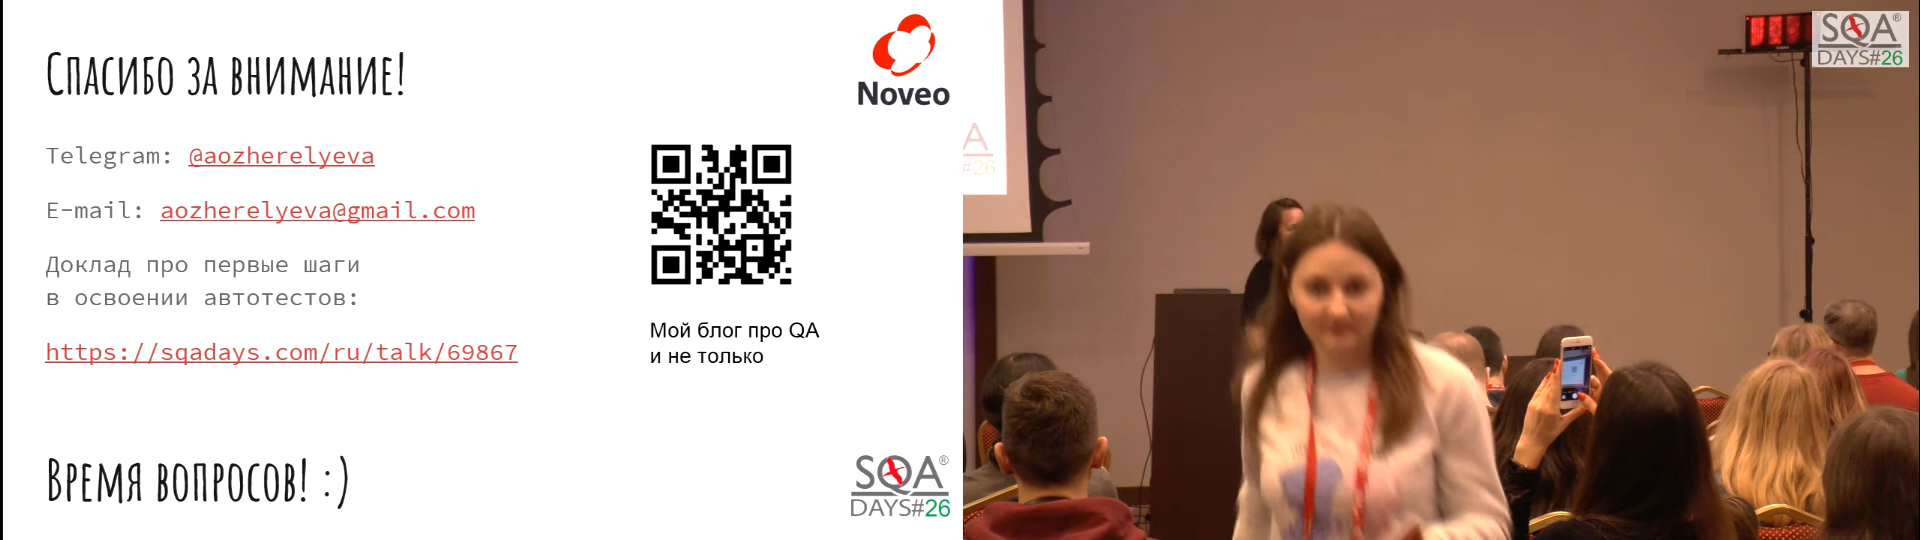 Спасибо за внимание!
Noveo
Telegram: @aozherelyeva
E-mail: aozherelyeva@gmail.com
Доклад про первые шаги
в освоении автотестов:
https://sqadays.com/ru/talk/69867
Мой блог про QA
и не только
Время вопросов! :)
SQA®
DAYS#26
A
#26
SQA®
DAYS#26